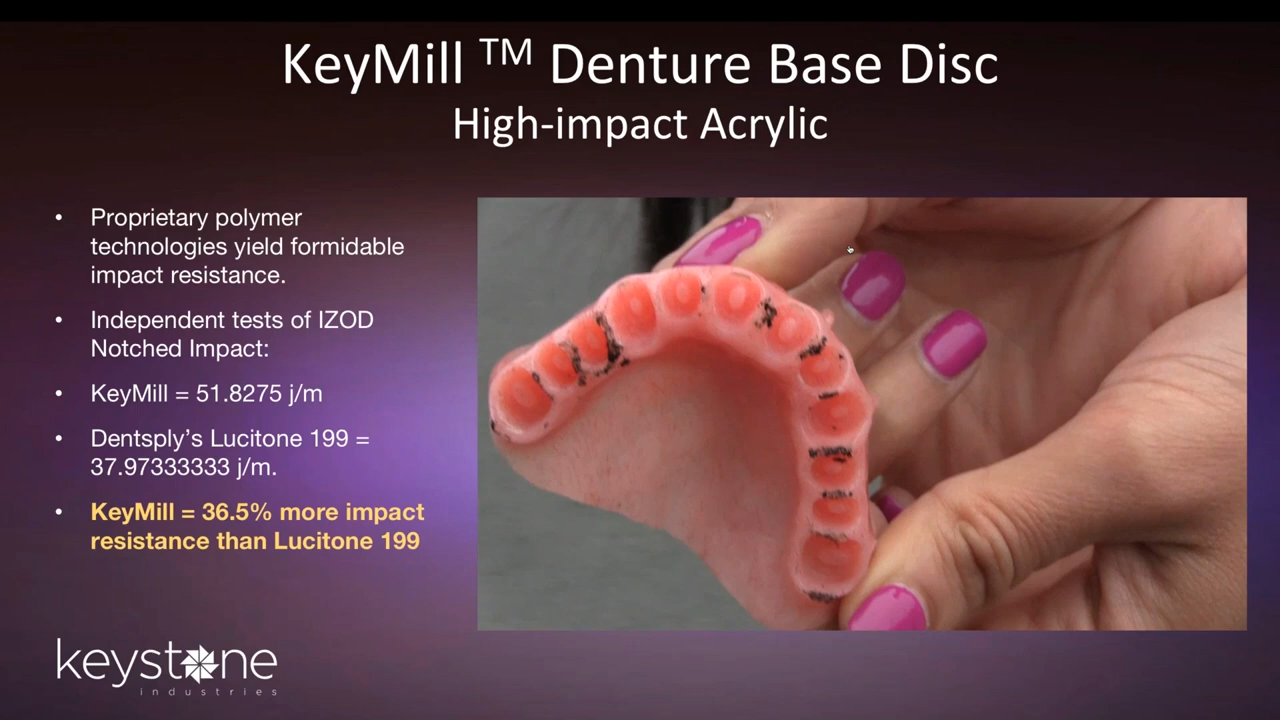 KeyMill TM Denture Base Disc
High-impact Acrylic
• Proprietary polymer
technologies yield formidable
impact resistance.
• Independent tests of IZOD
Notched Impact:
• KeyMill = 51.8275 j/m
• Dentsply’s Lucitone 199 =
37.97333333 j/m.
• KeyMill = 36.5% more impact
resistance than Lucitone 199
keystone
industries